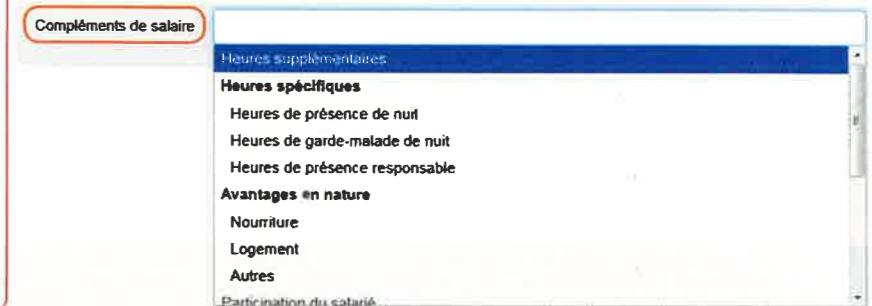 Compléments de salaire
Heures supplémentaires
Heures spécifiques
Heures de présence de nuit
Heures de garde-malade de nuit
Heures de présence responsable
Avantages en nature
Nourriture
Logement
Autres
Participation du salarié